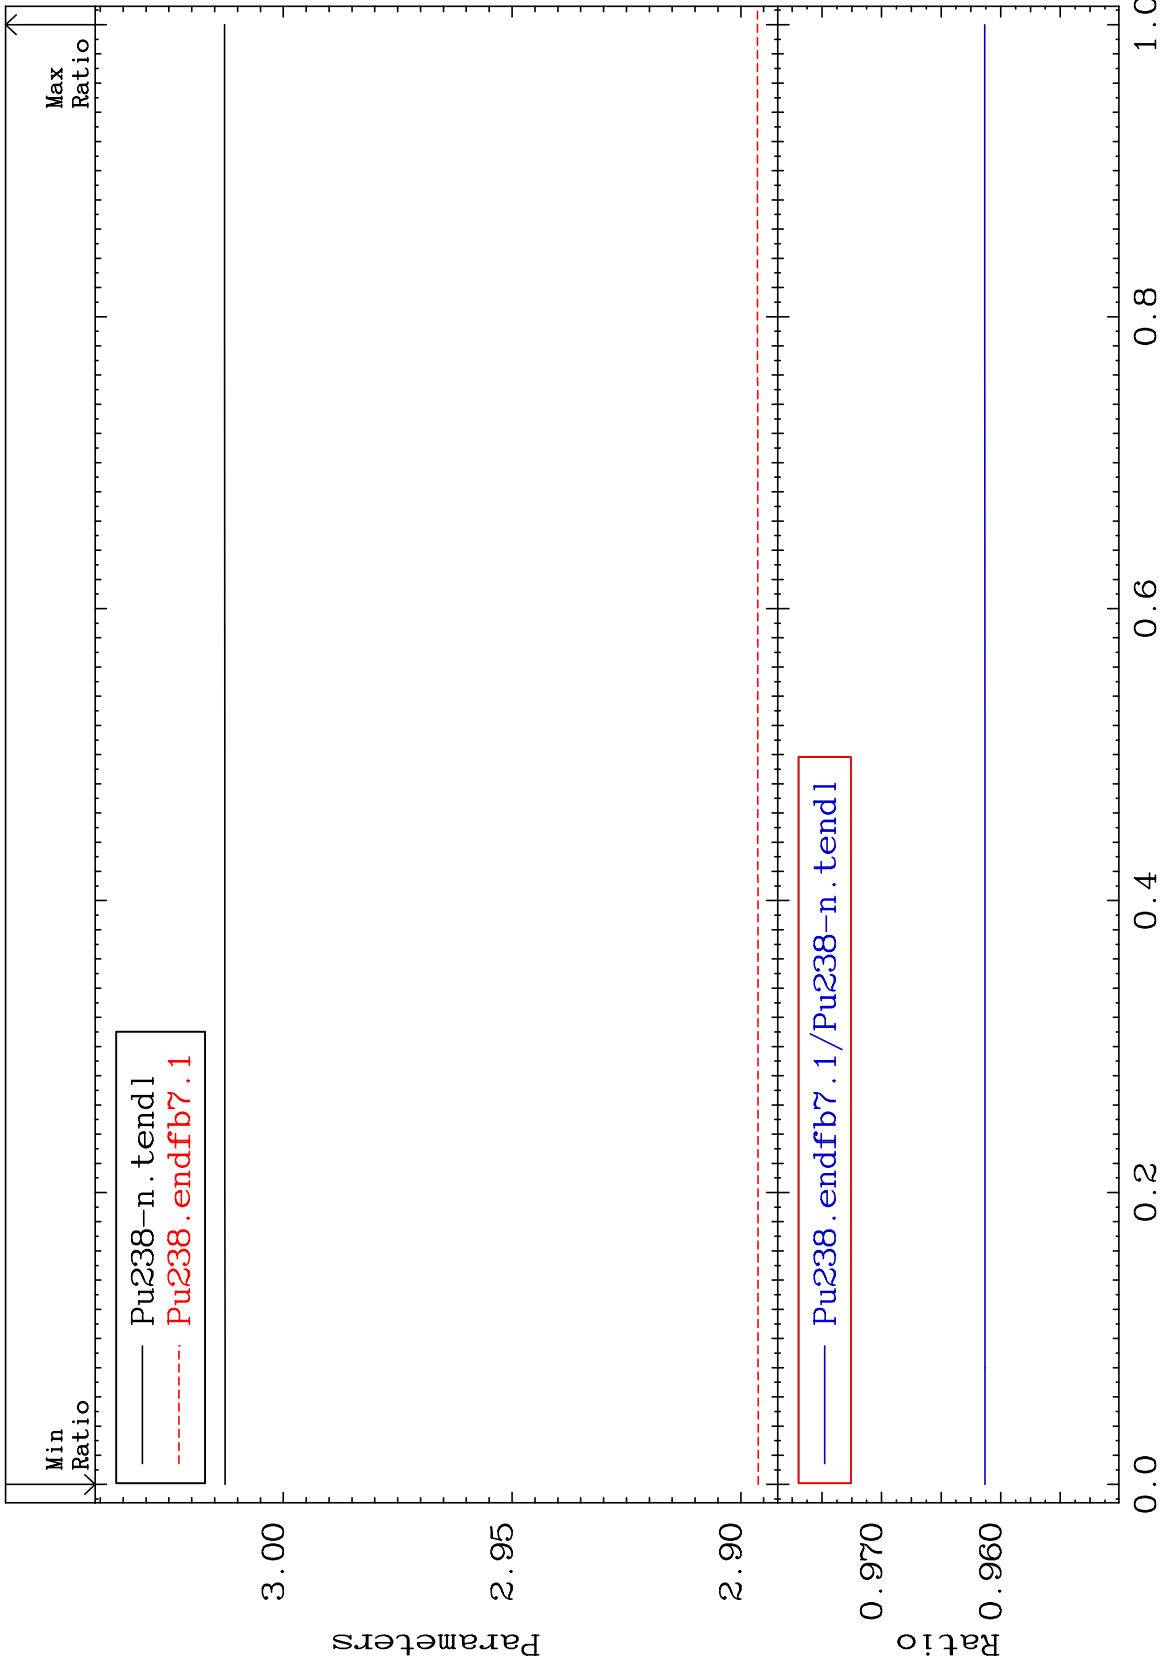 Min
Ratio
Max
Ratio
Pu238-n.tendl
Pu238.endfb7.1
3.00
2.95
2.90
Parameters
Pu238.endfb7.1/Pu238-n.tendl
0.970
0.960
Ratio
0.0
0.2
0.4
0.6
0.8
1.0